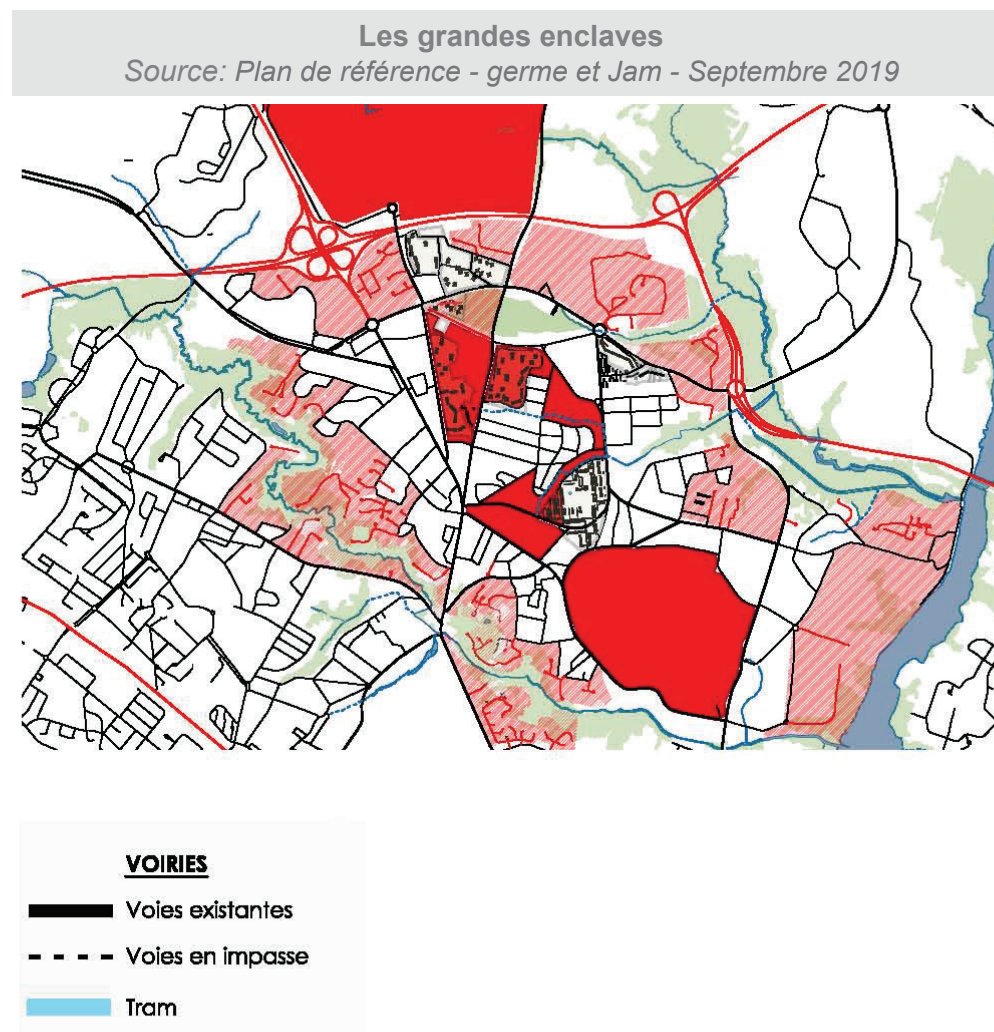 Les grandes enclaves
Source: Plan de référence - germe et Jam - Septembre 2019
VOIRIES
Voies existantes
Voies en impasse
Tram